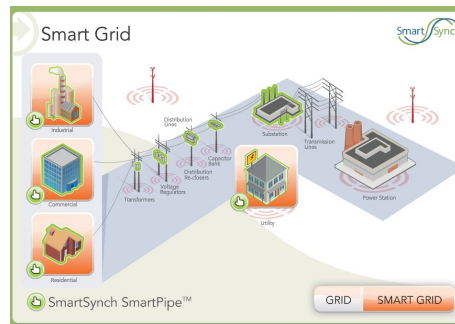 Smart Grid
SmartSynch
Industrial
Commercial
Residential
Transformers
Voltage
Regulators
Distribution
Lines
Distribution
Re-closers
Capacitor
Bank
Substation
Transmission
Lines
Power Station
Utility
SmartSynch SmartPipe™
GRID
SMART GRID